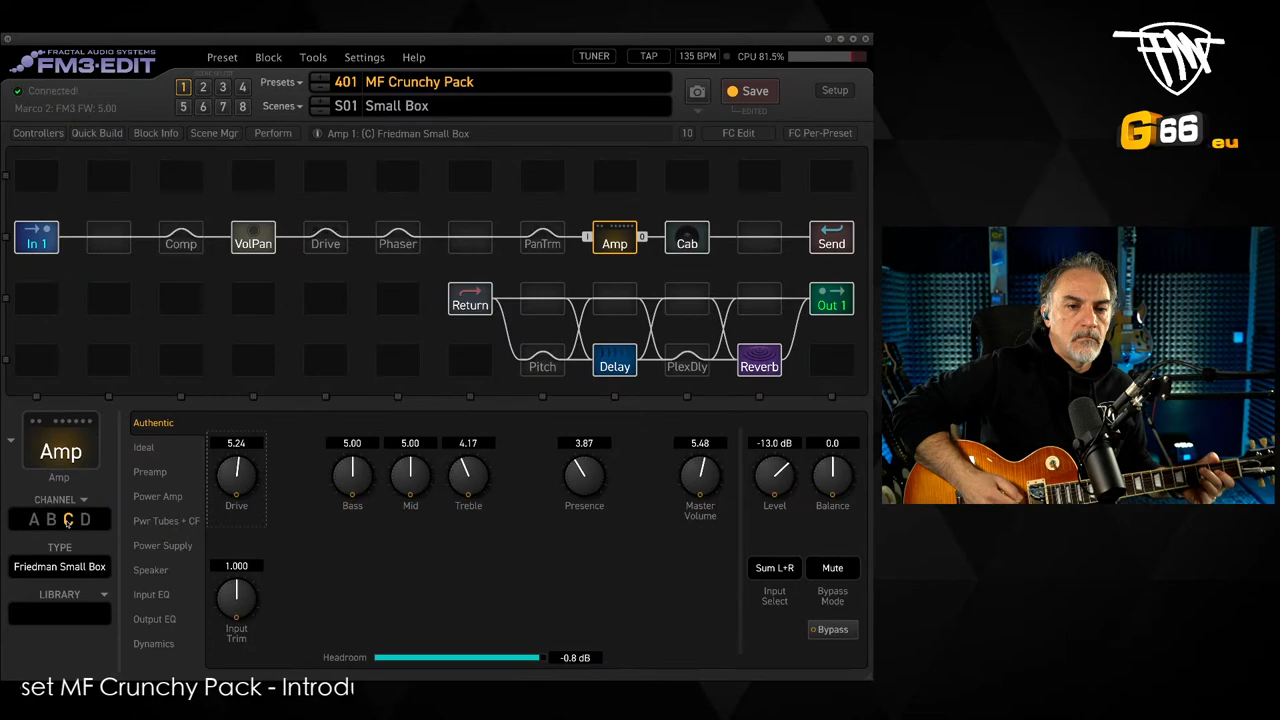 FRACTAL AUDIO SYSTEMS
FM3-EDIT
Preset Block Tools Settings Help
TUNER TAP 135 BPM CPU 81.5%
SCENE SELECT
1 2 3 4
5 6 7 8
Connected!
Marco 2: FM3 FW: 5.00
Presets 401 MF Crunchy Pack
Scenes S01 Small Box
Save
EDITED
Setup
Controllers Quick Build Block Info Scene Mgr Perform
Amp 1: (C) Friedman Small Box
10 FC Edit FC Per-Preset
In 1 Comp VolPan Drive Phaser PanTrm I Amp O Cab Send
Return Out 1
Pitch Delay PlexDly Reverb
Amp
Amp
CHANNEL
A B C D
TYPE
Friedman Small Box
LIBRARY
Authentic
Ideal
Preamp
Power Amp
Pwr Tubes + CF
Power Supply
Speaker
Input EQ
Output EQ
Dynamics
5.24 5.00 5.00 4.17 3.87 5.48 -13.0 dB 0.0
Drive Bass Mid Treble Presence Master Volume Level Balance
1.000
Input Trim
Sum L+R Mute
Input Select Bypass Mode
Bypass
Headroom -0.8 dB
FMX
G66
.eu
set MF Crunchy Pack - Introdu